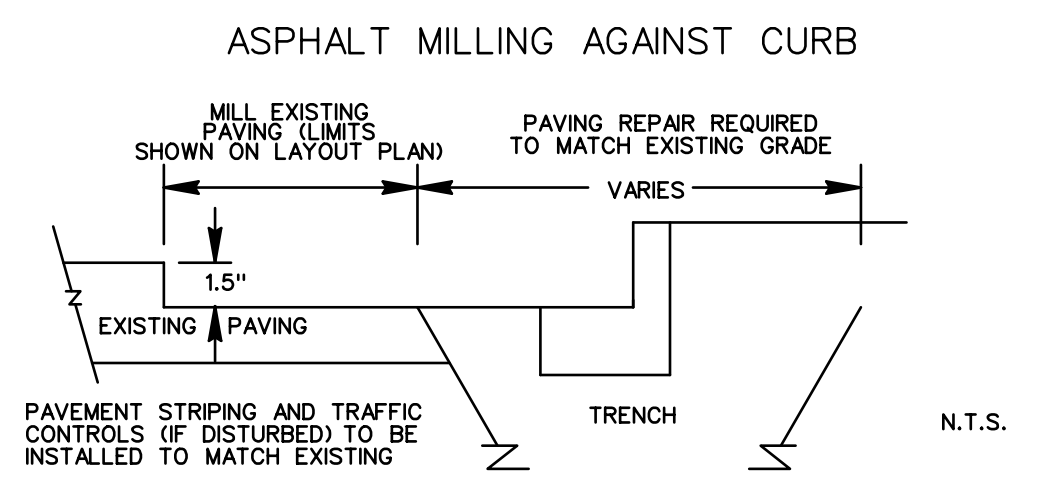 ASPHALT MILLING AGAINST CURB
MILL EXISTING
PAVING (LIMITS
SHOWN ON LAYOUT PLAN)
PAVING REPAIR REQUIRED
TO MATCH EXISTING GRADE
VARIES
1.5"
EXISTING PAVING
PAVEMENT STRIPING AND TRAFFIC
CONTROLS (IF DISTURBED) TO BE
INSTALLED TO MATCH EXISTING
TRENCH
N.T.S.